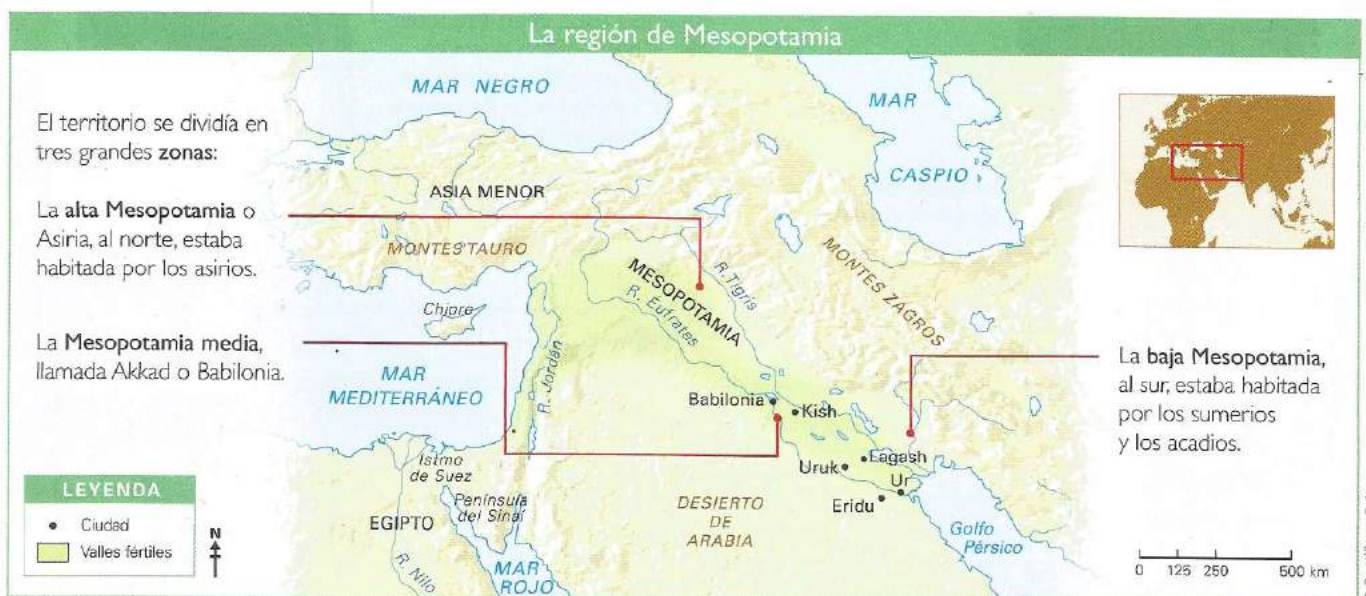 La región de Mesopotamia
El territorio se dividía en
tres grandes zonas:
La alta Mesopotamia o
Asiria, al norte, estaba
habitada por los asirios.
La Mesopotamia media,
llamada Akkad o Babilonia.
MAR NEGRO
MAR
CASPIO
ASIA MENOR
MONTES TAURO
MONTES ZAGROS
MESOPOTAMIA
R. Tigris
R. Éufrates
Chipre
MAR
MEDITERRÁNEO
R. Jordán
Babilonia
Kish
Uruk
Lagash
Ur
Eridu
Istmo
de Suez
Península
del Sinaí
EGIPTO
R. Nilo
MAR
ROJO
DESIERTO
DE
ARABIA
Golfo
Pérsico
La baja Mesopotamia,
al sur, estaba habitada
por los sumerios
y los acadios.
LEYENDA
Ciudad
Valles fértiles
N
0 125 250 500 km